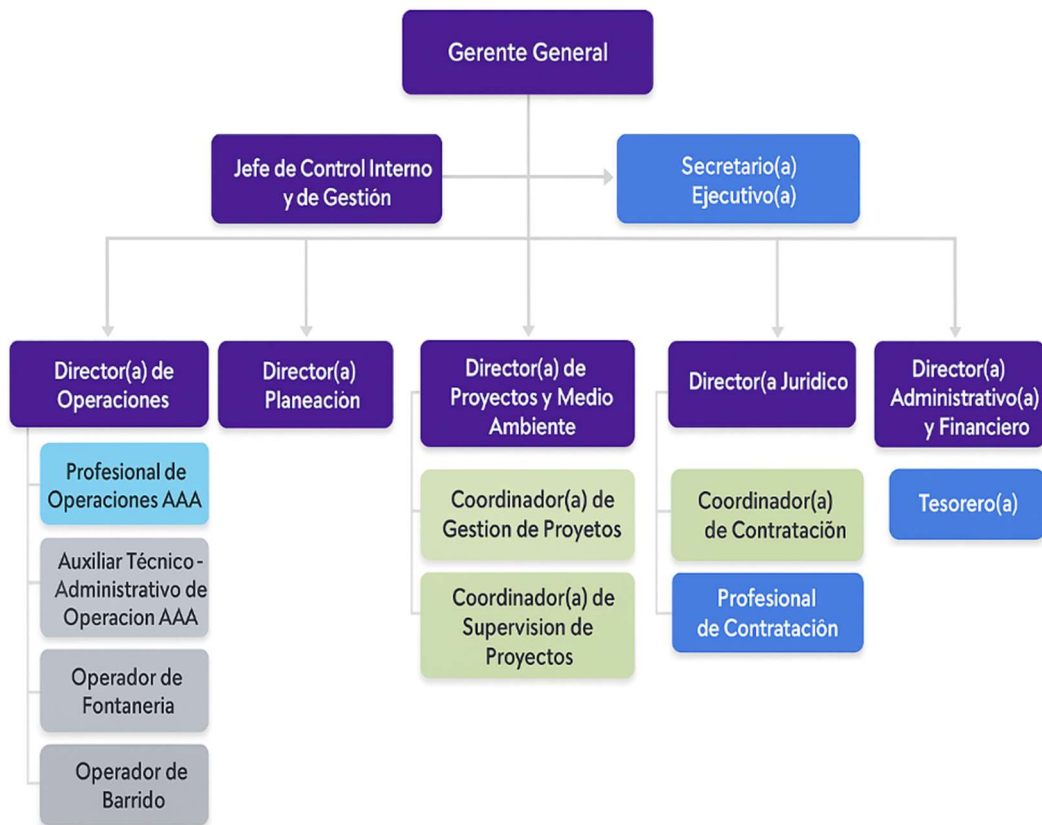 Gerente General
Jefe de Control Interno
y de Gestión
Secretario(a)
Ejecutivo(a)
Director(a) de
Operaciones
Director(a)
Planeación
Director(a) de
Proyectos y Medio
Ambiente
Director(a Juridico
Director(a)
Administrativo(a)
y Financiero
Profesional de
Operaciones AAA
Auxiliar Técnico -
Administrativo de
Operacion AAA
Operador de
Fontaneria
Operador de
Barrido
Coordinador(a) de
Gestion de Proyetos
Coordinador(a) de
Supervision de
Proyectos
Coordinador(a)
de Contratación
Profesional
de Contratación
Tesorero(a)